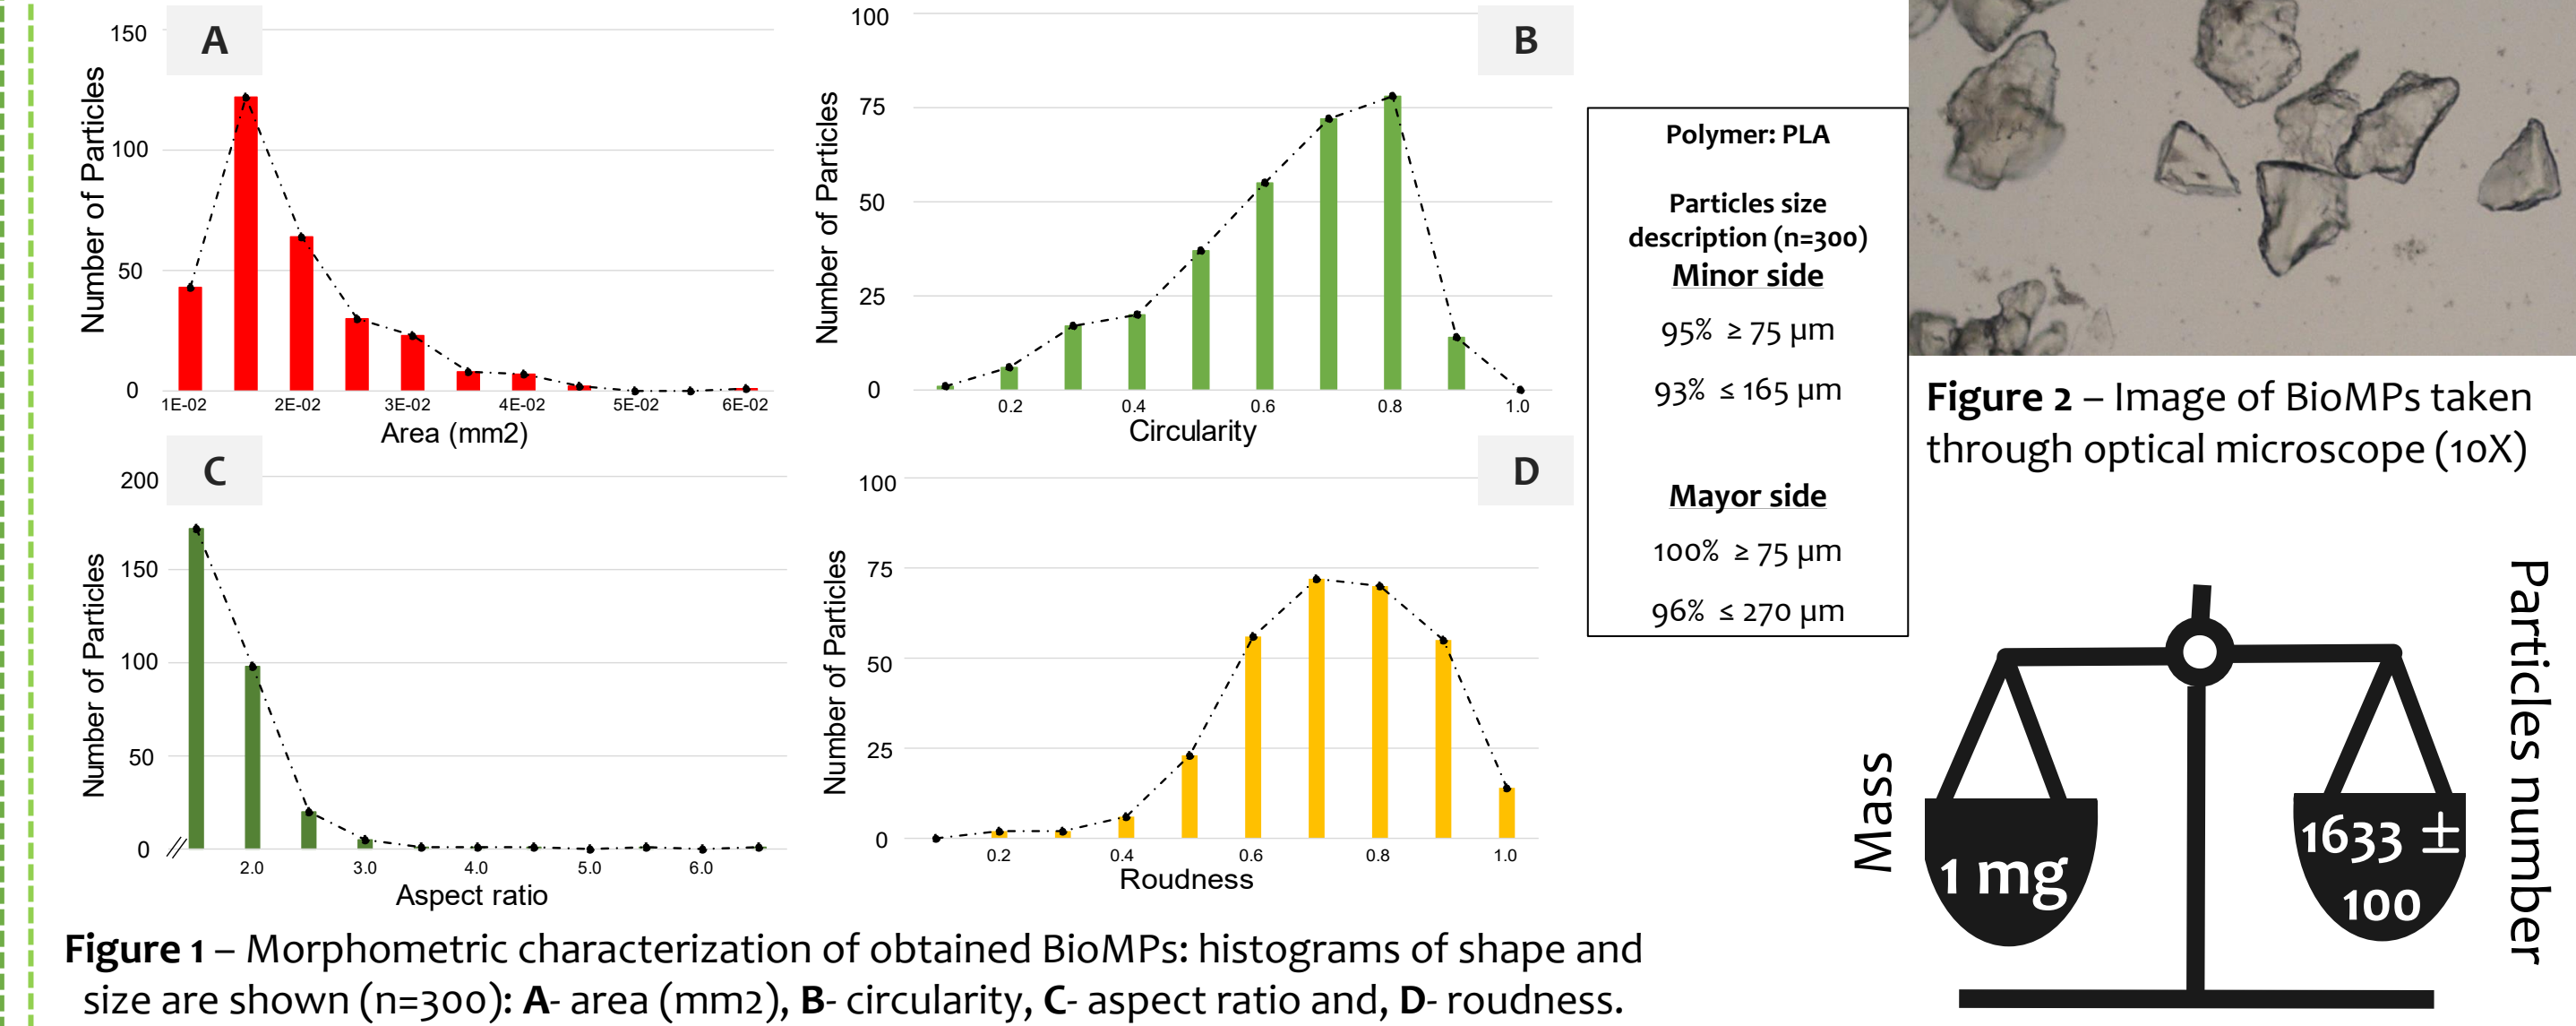 A
150
100
50
0
Number of Particles
1E-02 2E-02 3E-02 4E-02 5E-02 6E-02
Area (mm2)
B
100
75
50
25
0
Number of Particles
0.2 0.4 0.6 0.8 1.0
Circularity
C
200
150
100
50
0
Number of Particles
2.0 3.0 4.0 5.0 6.0
Aspect ratio
D
100
75
50
25
0
Number of Particles
0.2 0.4 0.6 0.8 1.0
Roudness
Figure 1 – Morphometric characterization of obtained BioMPs: histograms of shape and
size are shown (n=300): A- area (mm2), B- circularity, C- aspect ratio and, D- roudness.
Polymer: PLA
Particles size
description (n=300)
Minor side
95% ≥ 75 µm
93% ≤ 165 µm
Mayor side
100% ≥ 75 µm
96% ≤ 270 µm
Figure 2 – Image of BioMPs taken
through optical microscope (10X)
Mass
1 mg
1633 ±
100
Particles number